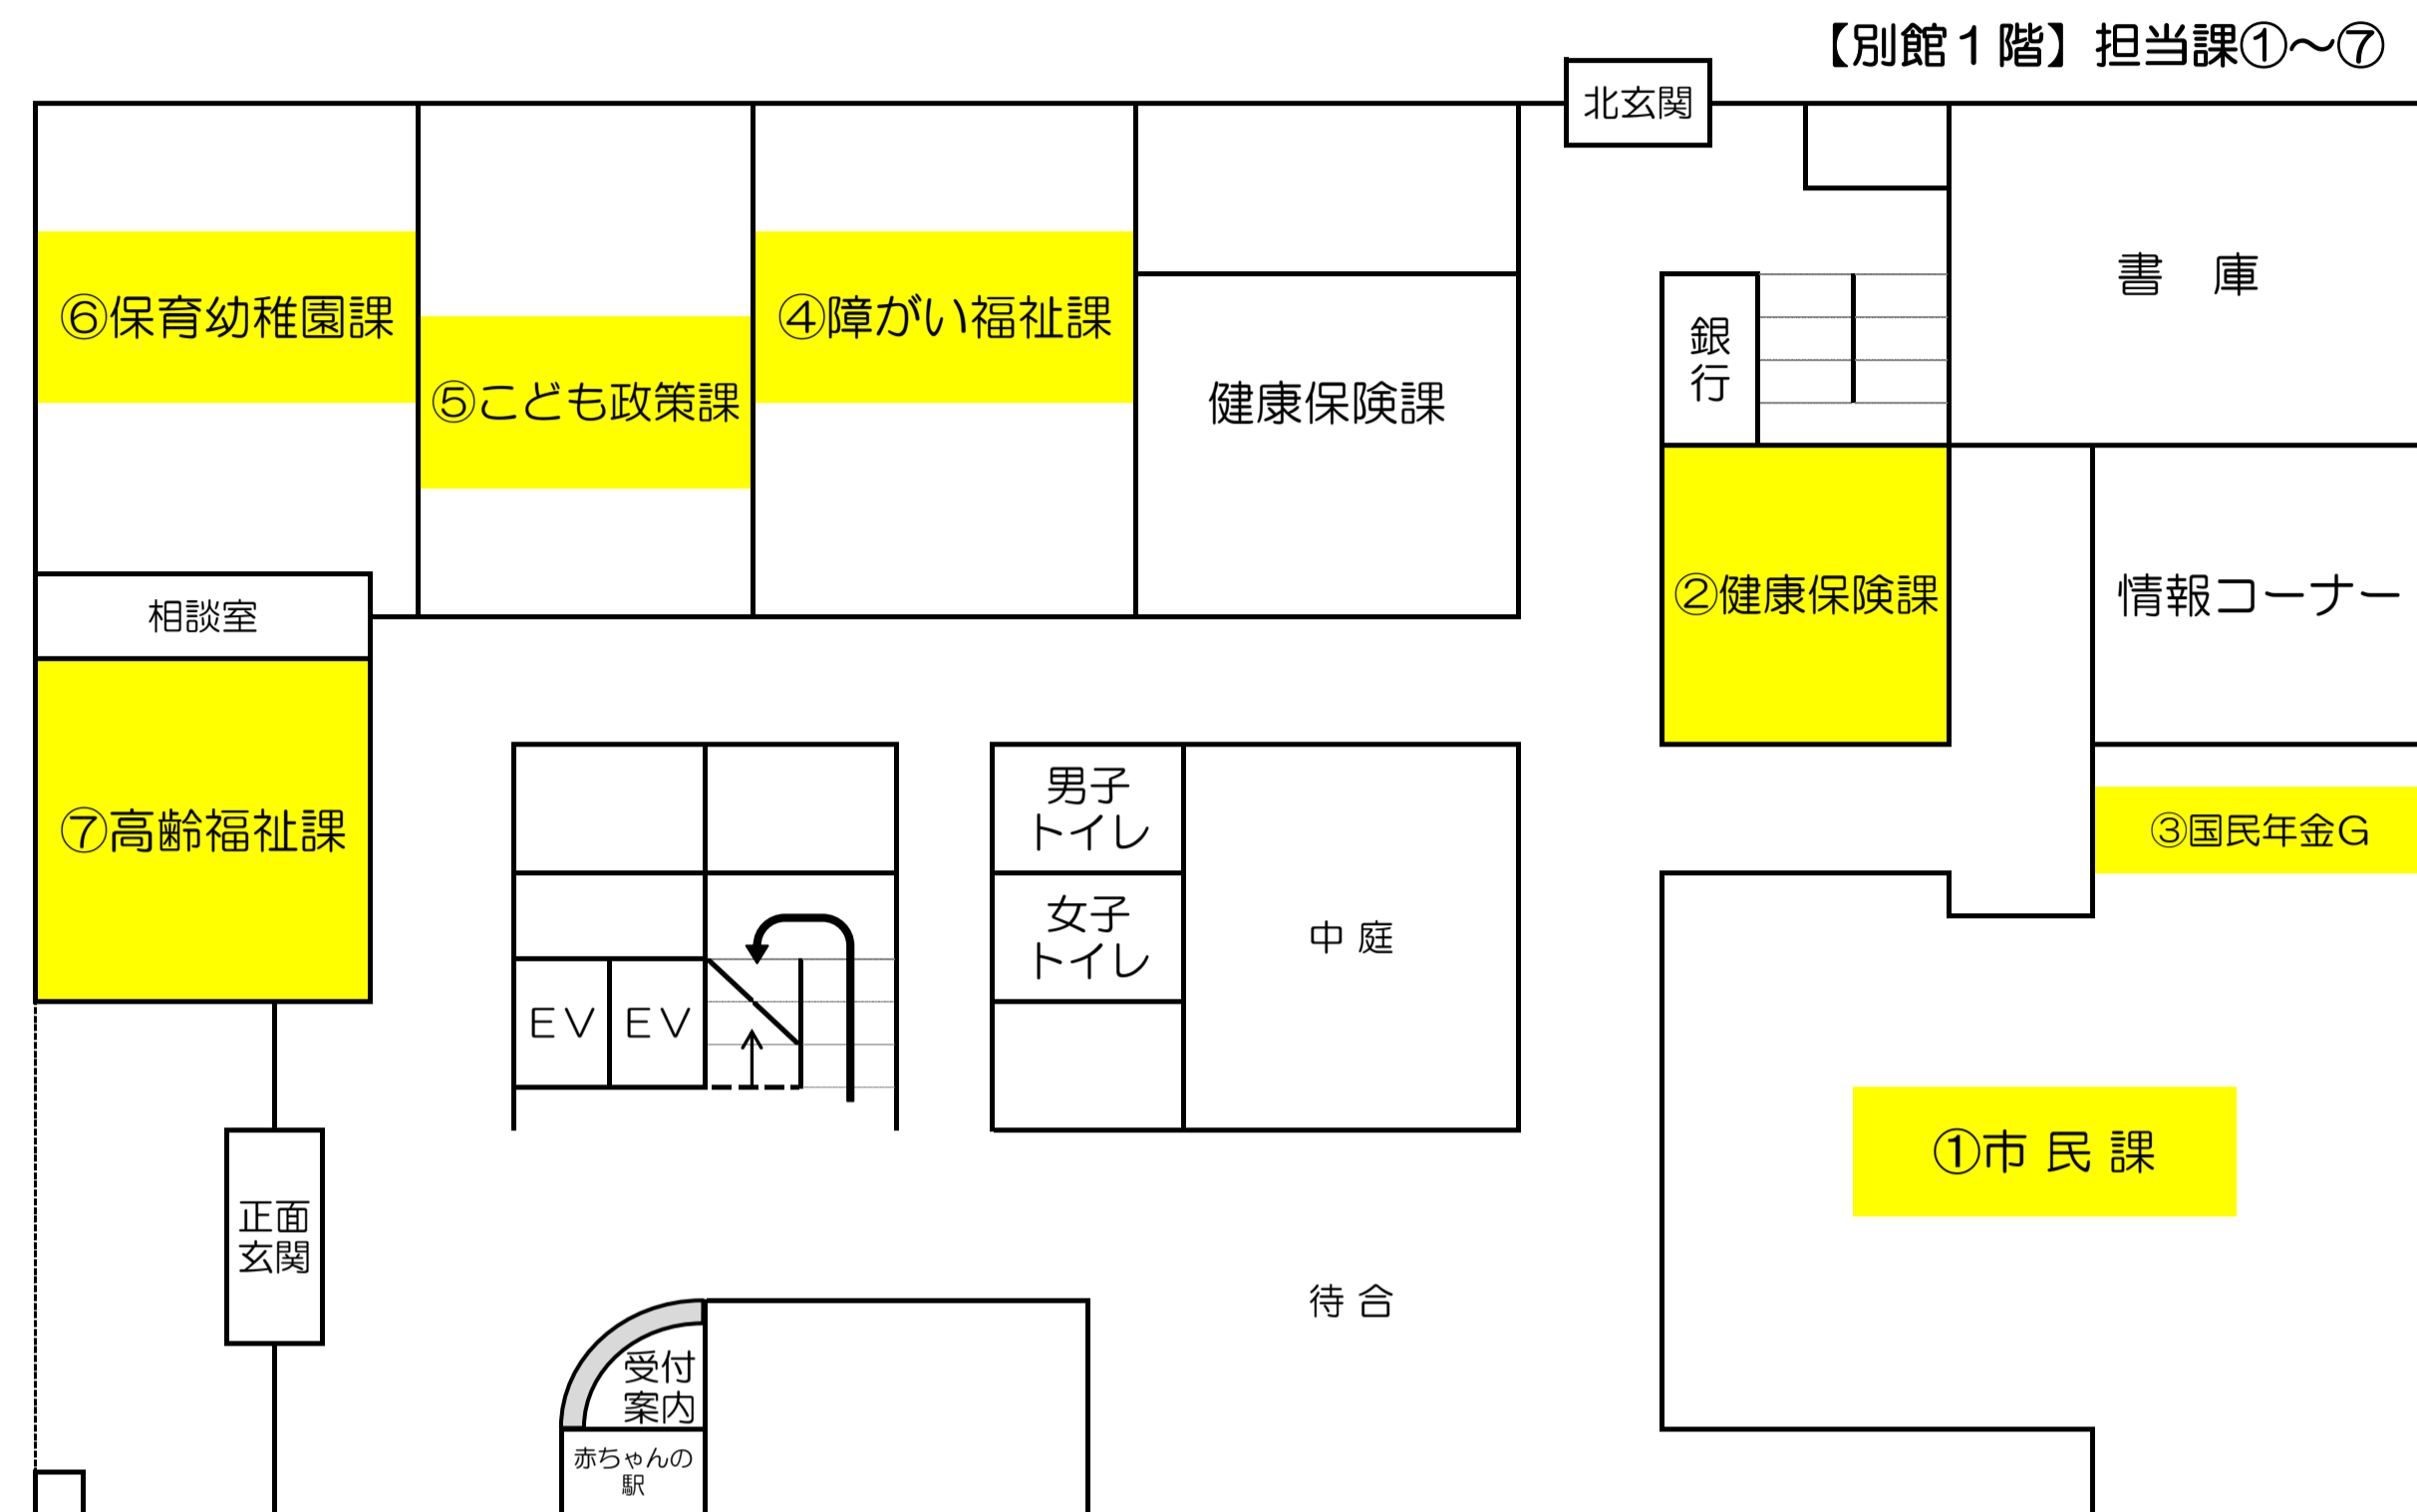 【別館1階】担当課①～⑦
北玄関
書　庫
⑥保育幼稚園課
④障がい福祉課
⑤こども政策課
健康保険課
銀
行
相談室
②健康保険課
情報コーナー
⑦高齢福祉課
男子
トイレ
③国民年金G
女子
トイレ
中 庭
EV
EV
①市 民 課
正面
玄関
待 合
受付
案内
赤ちゃんの
駅